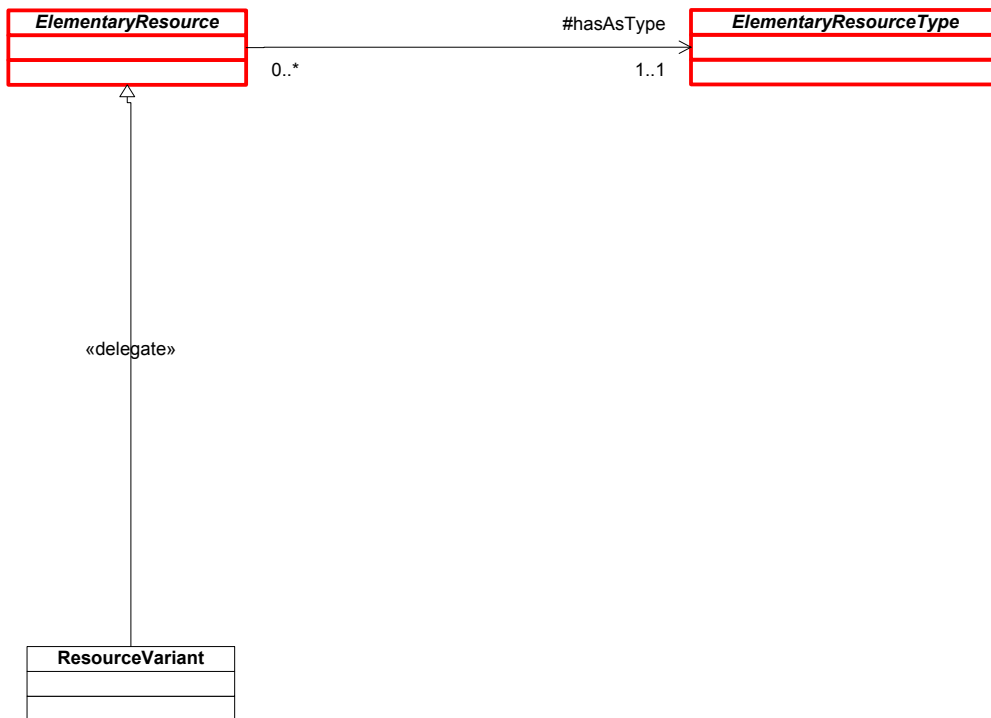 ElementaryResource
#hasAsType
ElementaryResourceType
0..*
1..1
«delegate»
ResourceVariant